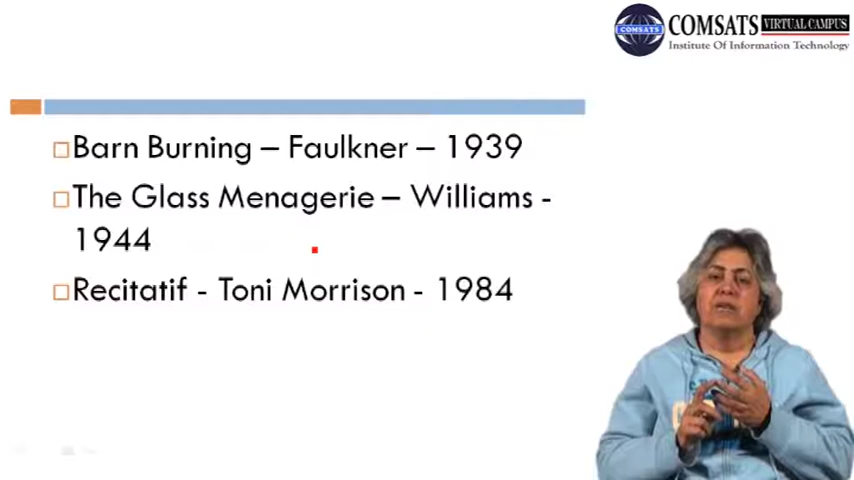 COMSATS VIRTUAL CAMPUS
COMSATS
Institute Of Information Technology
Barn Burning – Faulkner – 1939
The Glass Menagerie – Williams -
1944
Recitatif - Toni Morrison - 1984